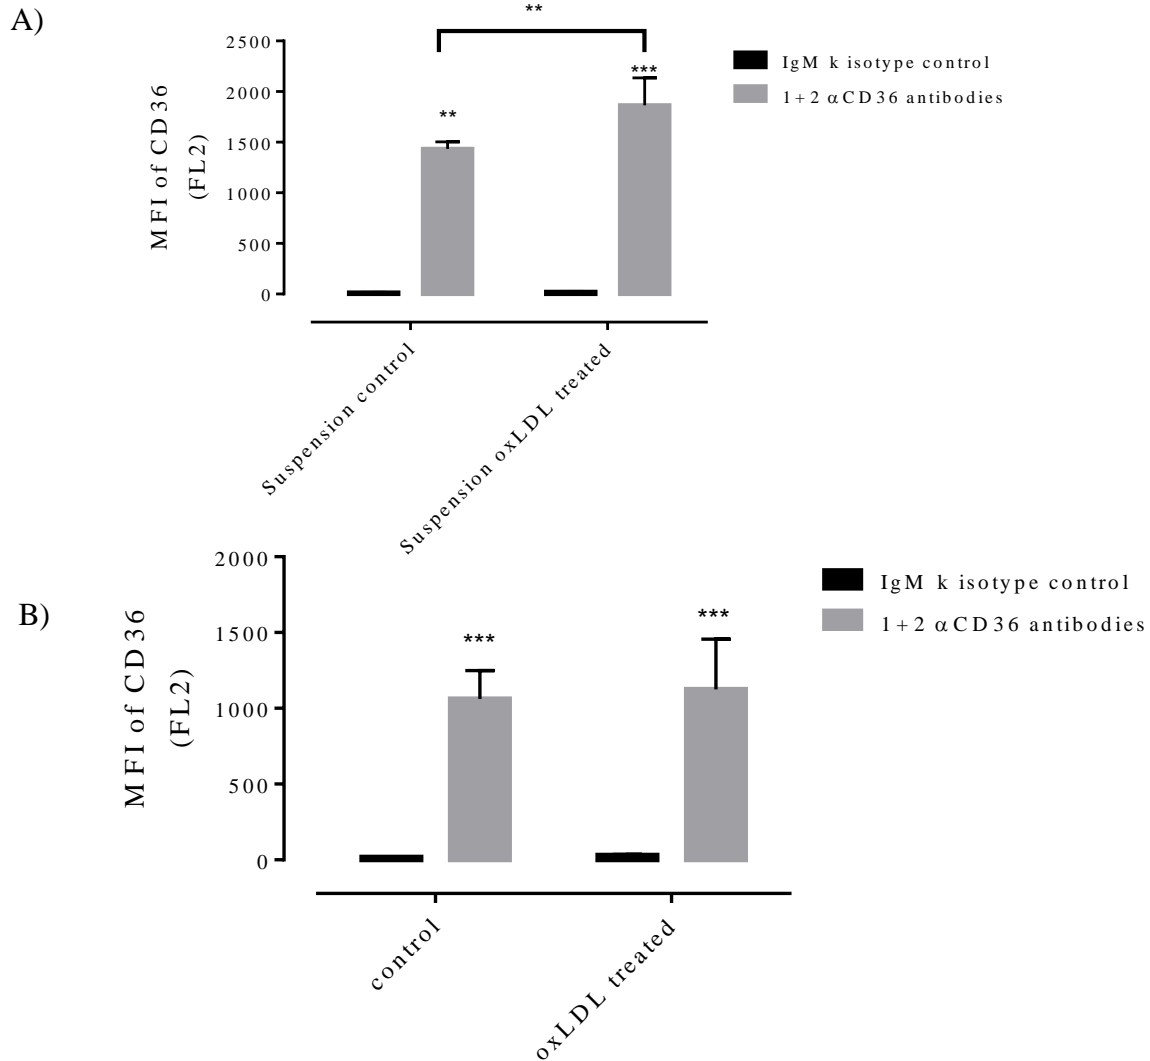 A)
**
2500
2000
1500
1000
500
0
MFI of CD36
(FL2)
**
***
IgM k isotype control
1+2 αCD36 antibodies
Suspension control
Suspension oxLDL treated
B)
2000
1500
1000
500
0
MFI of CD36
(FL2)
***
***
IgM k isotype control
1+2 αCD36 antibodies
control
oxLDL treated